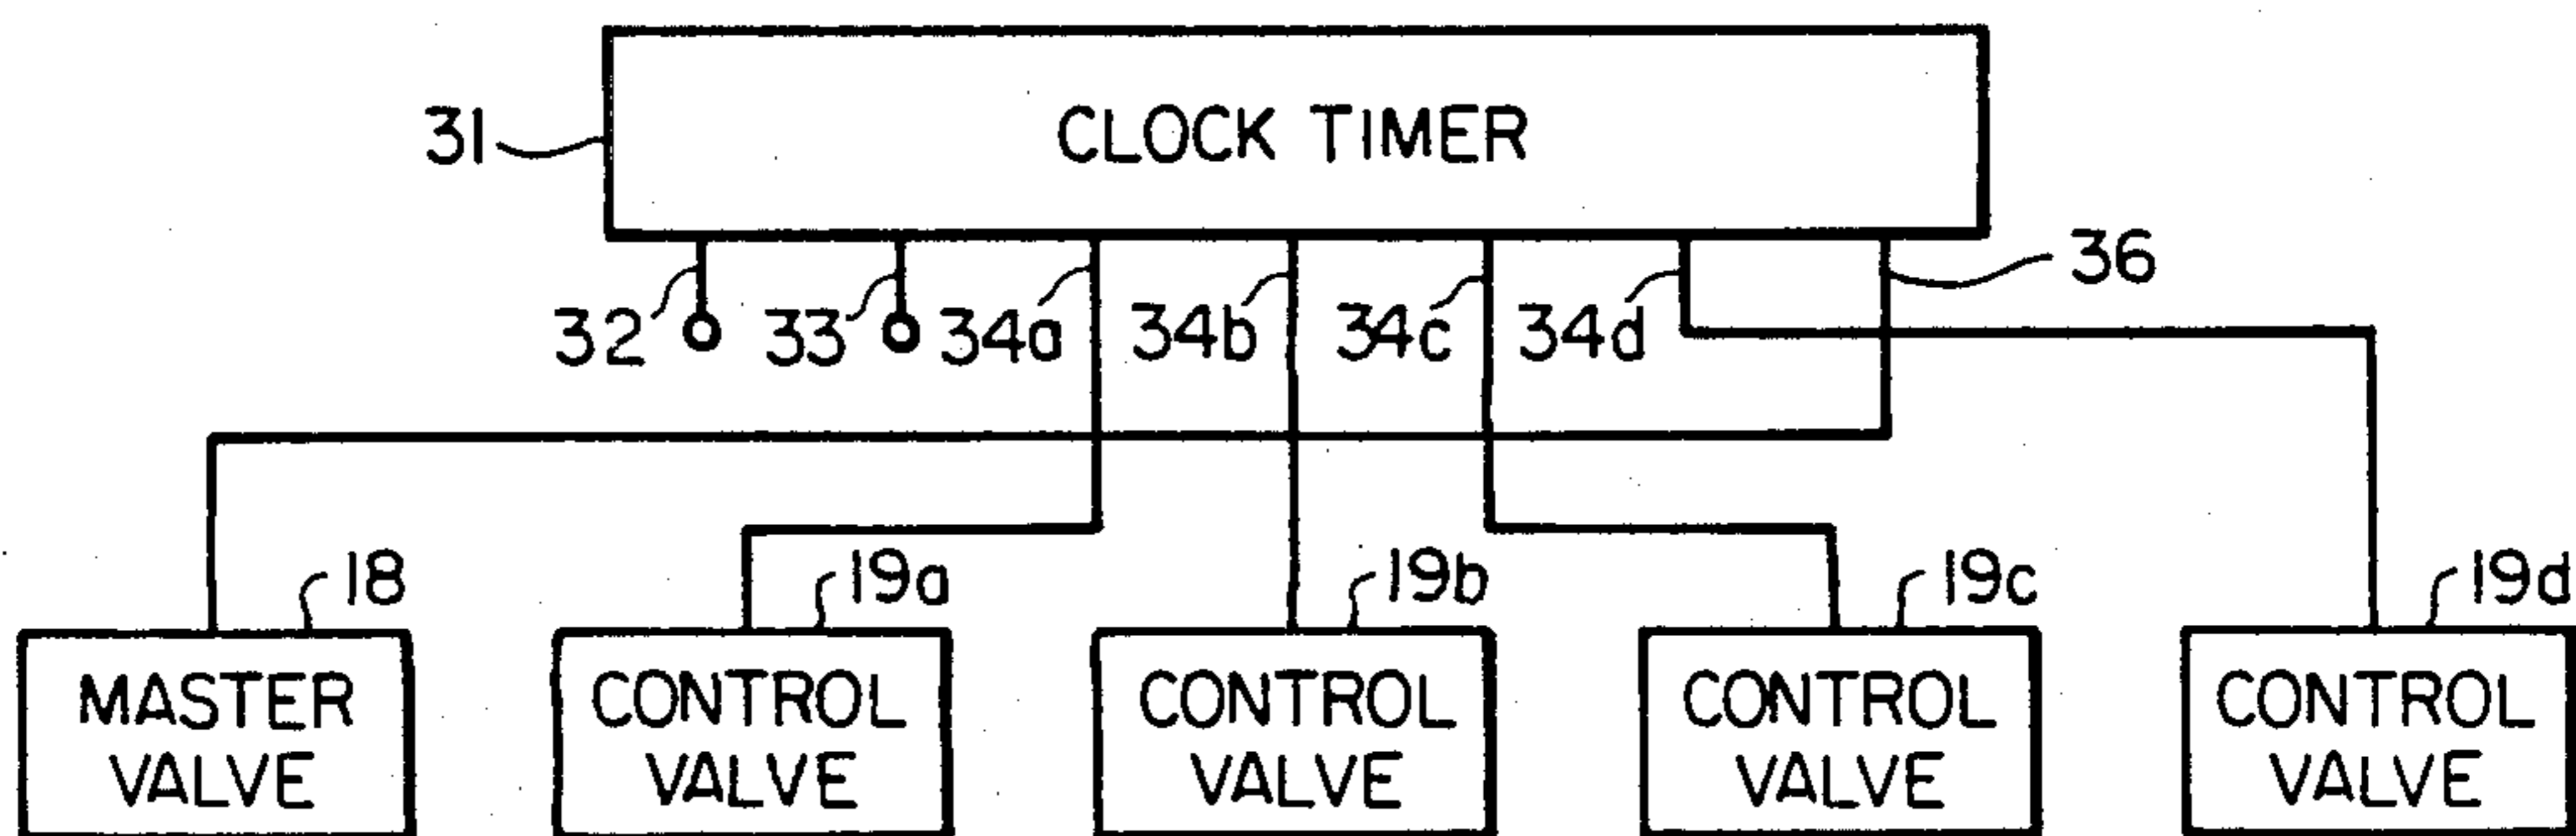 31
CLOCK TIMER
32
33
34a
34b
34c
34d
36
18
19a
19b
19c
19d
MASTER
VALVE
CONTROL
VALVE
CONTROL
VALVE
CONTROL
VALVE
CONTROL
VALVE